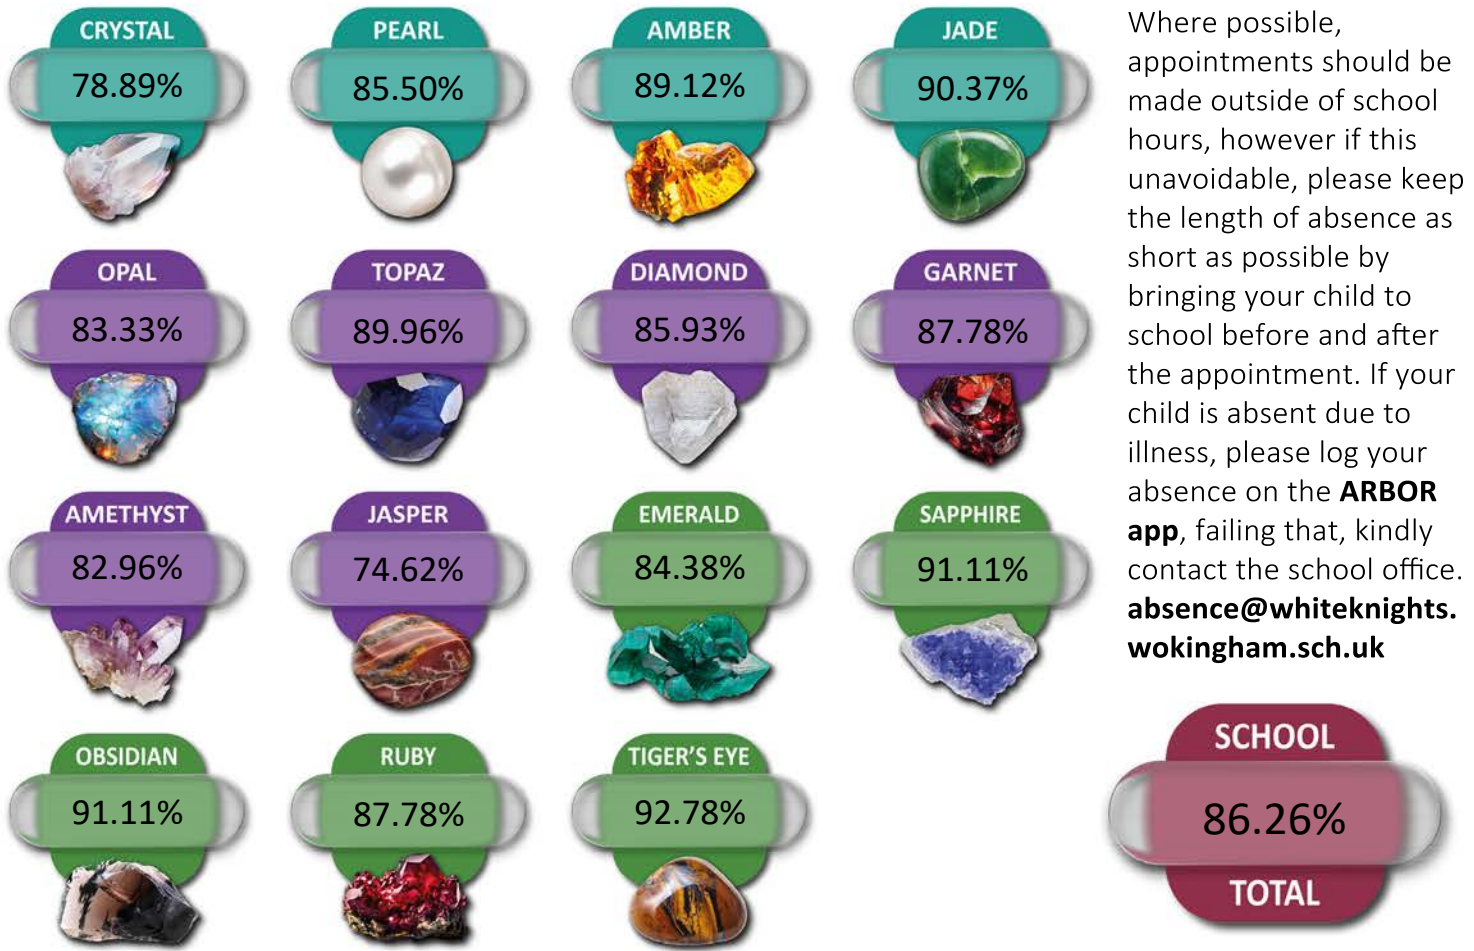 CRYSTAL
78.89%
PEARL
85.50%
AMBER
89.12%
JADE
90.37%
OPAL
83.33%
TOPAZ
89.96%
DIAMOND
85.93%
GARNET
87.78%
AMETHYST
82.96%
JASPER
74.62%
EMERALD
84.38%
SAPPHIRE
91.11%
OBSIDIAN
91.11%
RUBY
87.78%
TIGER'S EYE
92.78%
Where possible,
appointments should be
made outside of school
hours, however if this
unavoidable, please keep
the length of absence as
short as possible by
bringing your child to
school before and after
the appointment. If your
child is absent due to
illness, please log your
absence on the ARBOR
app, failing that, kindly
contact the school office.
absence@whiteknights.
wokingham.sch.uk
SCHOOL
86.26%
TOTAL